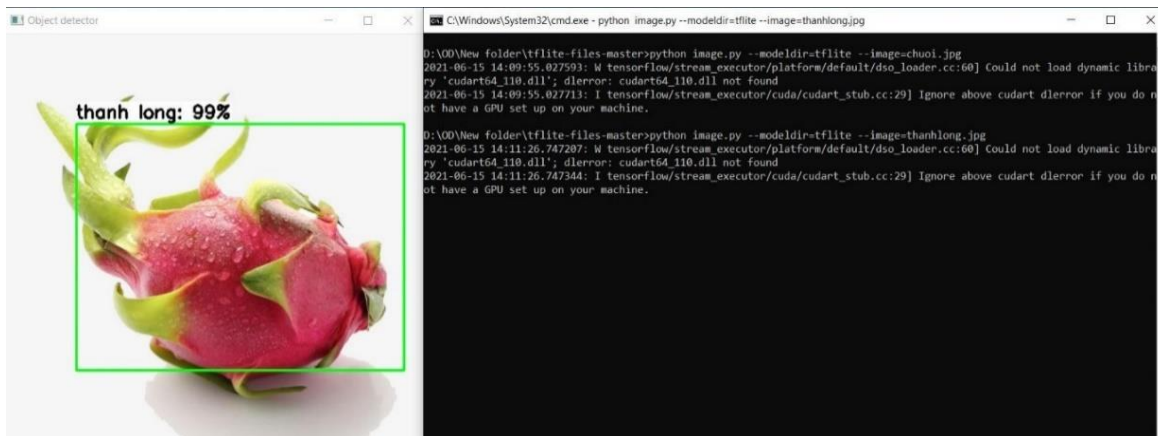 Object detector
thanh long: 99%
C:\Windows\System32\cmd.exe - python image.py --modeldir=tflite --image=thanhlong.jpg
D:\OD\New folder\tflite-files-master>python image.py --modeldir=tflite --image=chuoi.jpg
2021-06-15 14:09:55.027593: W tensorflow/stream_executor/platform/default/dso_loader.cc:60] Could not load dynamic libra
ry 'cudart64_110.dll'; dlerror: cudart64_110.dll not found
2021-06-15 14:09:55.027713: I tensorflow/stream_executor/cuda/cudart_stub.cc:29] Ignore above cudart dlerror if you do n
ot have a GPU set up on your machine.
D:\OD\New folder\tflite-files-master>python image.py --modeldir=tflite --image=thanhlong.jpg
2021-06-15 14:11:26.747207: W tensorflow/stream_executor/platform/default/dso_loader.cc:60] Could not load dynamic libra
ry 'cudart64_110.dll'; dlerror: cudart64_110.dll not found
2021-06-15 14:11:26.747344: I tensorflow/stream_executor/cuda/cudart_stub.cc:29] Ignore above cudart dlerror if you do n
ot have a GPU set up on your machine.